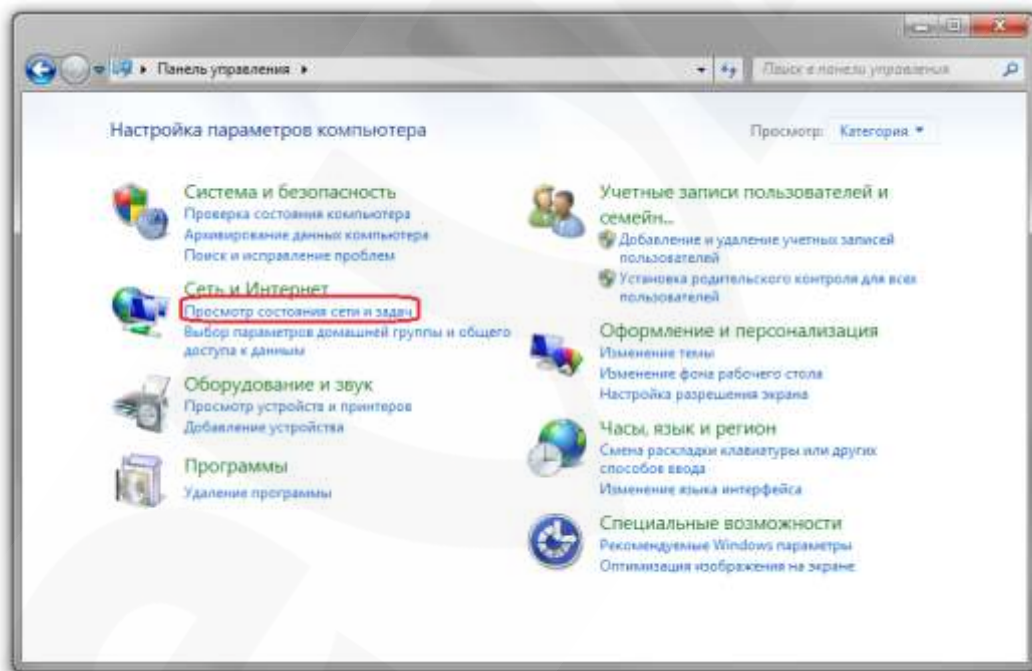 Панель управления
Поиск в панели управления
Настройка параметров компьютера
Просмотр: Категория
Система и безопасность
Проверка состояния компьютера
Архивирование данных компьютера
Поиск и исправление проблем
Сеть и Интернет
Просмотр состояния сети и задач
Выбор параметров домашней группы и общего
доступа к данным
Оборудование и звук
Просмотр устройств и принтеров
Добавление устройства
Программы
Удаление программы
Учетные записи пользователей и
семейн...
Добавление и удаление учетных записей
пользователей
Установка родительского контроля для всех
пользователей
Оформление и персонализация
Изменение темы
Изменение фона рабочего стола
Настройка разрешения экрана
Часы, язык и регион
Смена раскладки клавиатуры или других
способов ввода
Изменение языка интерфейса
Специальные возможности
Рекомендуемые Windows параметры
Оптимизация изображения на экране